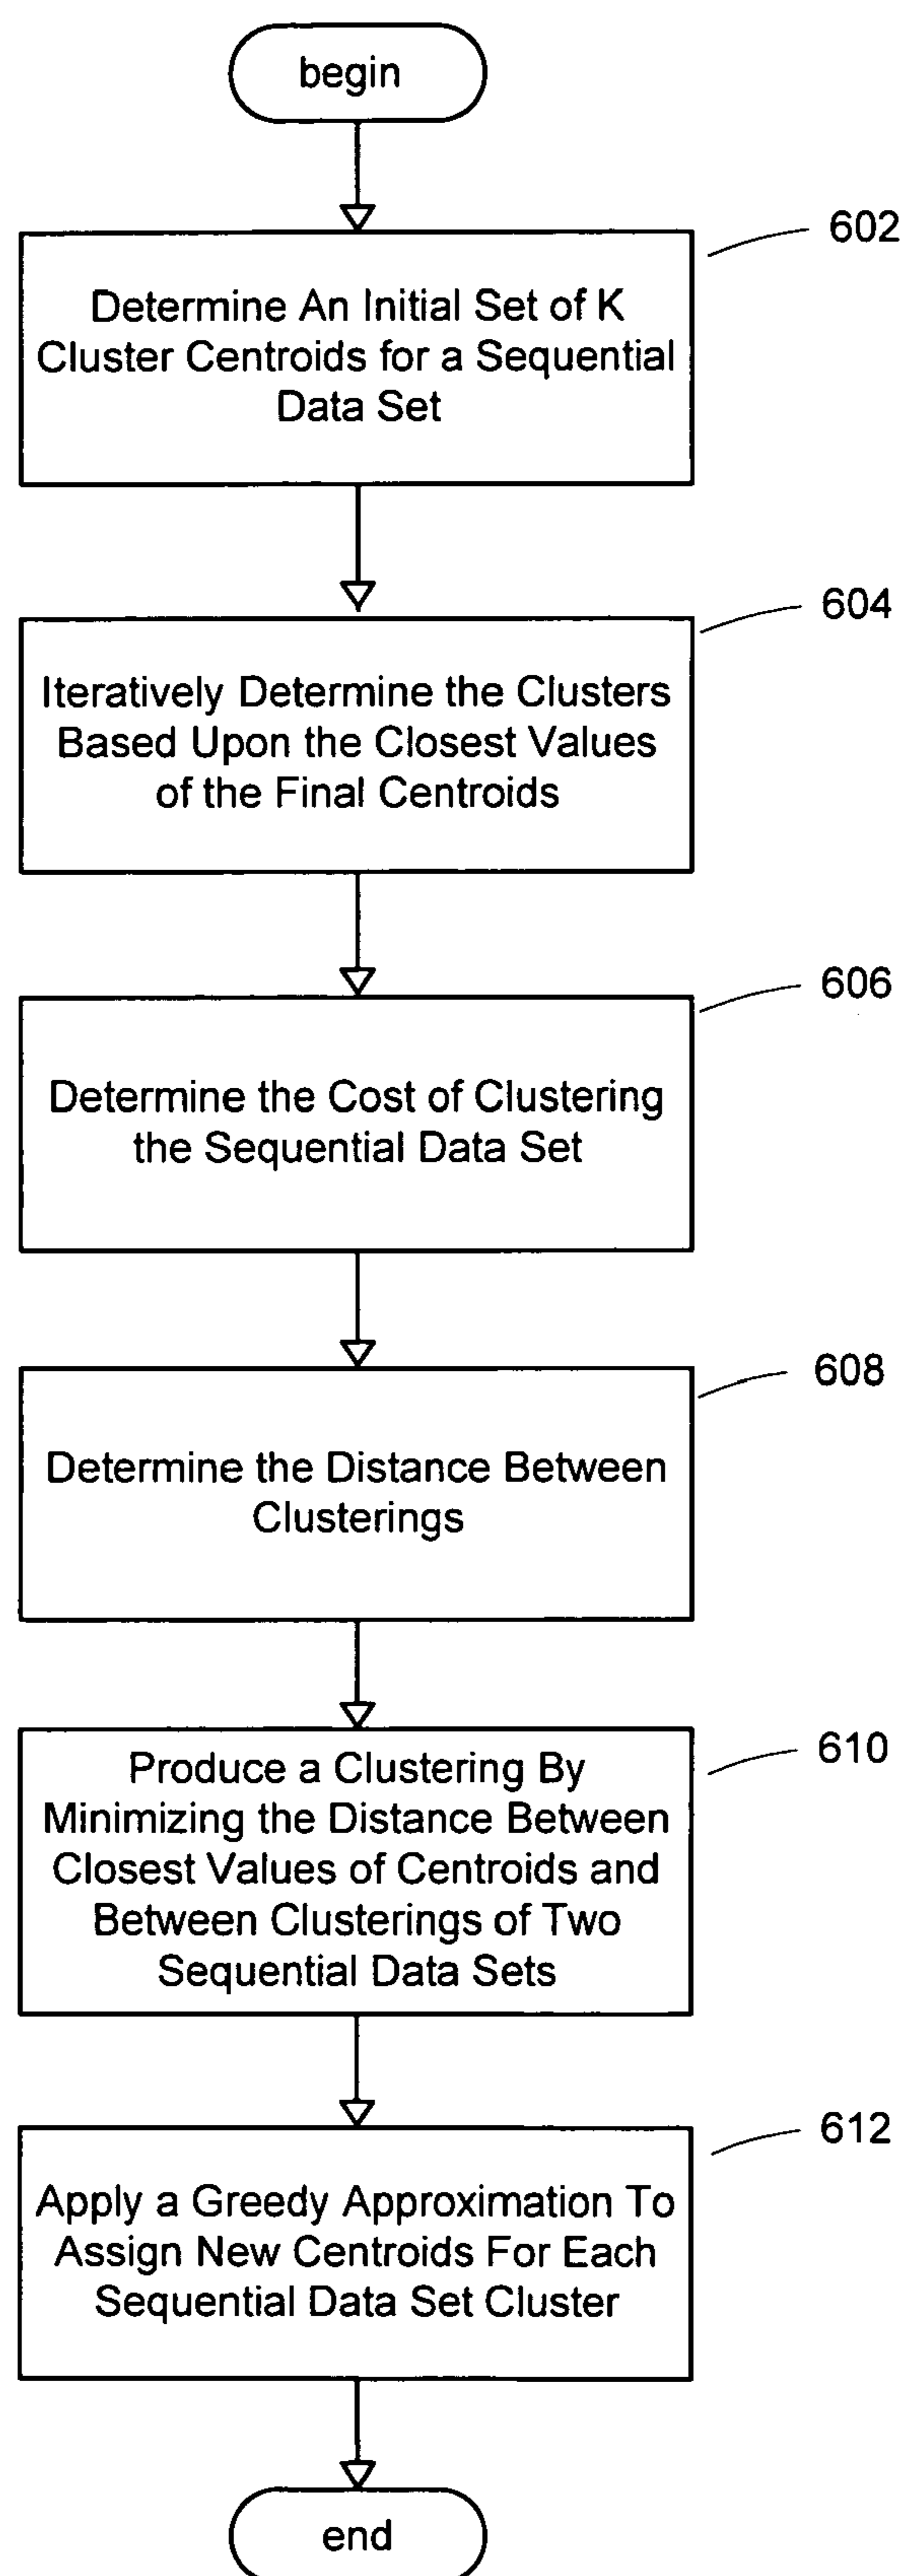 begin
602
Determine An Initial Set of K
Cluster Centroids for a Sequential
Data Set
604
Iteratively Determine the Clusters
Based Upon the Closest Values
of the Final Centroids
606
Determine the Cost of Clustering
the Sequential Data Set
608
Determine the Distance Between
Clusterings
610
Produce a Clustering By
Minimizing the Distance Between
Closest Values of Centroids and
Between Clusterings of Two
Sequential Data Sets
612
Apply a Greedy Approximation To
Assign New Centroids For Each
Sequential Data Set Cluster
end